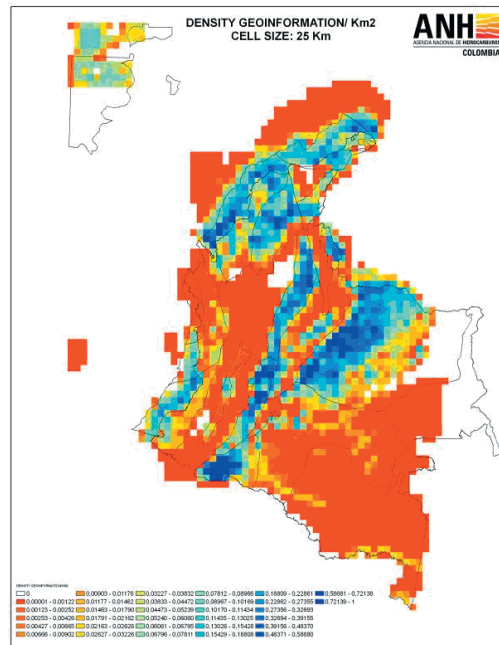 DENSITY GEOINFORMATION/ Km2
CELL SIZE: 25 Km
ANH
AGENCIA NACIONAL DE HIDROCARBUROS
COLOMBIA
0
0,00001 - 0,00122
0,00123 - 0,00252
0,00253 - 0,00426
0,00427 - 0,00665
0,00666 - 0,00902
0,00903 - 0,01176
0,01177 - 0,01462
0,01463 - 0,01790
0,01791 - 0,02162
0,02163 - 0,02626
0,02627 - 0,03226
0,03227 - 0,03832
0,03833 - 0,04472
0,04473 - 0,05239
0,05240 - 0,06060
0,06061 - 0,06795
0,06796 - 0,07811
0,07812 - 0,08966
0,08967 - 0,10169
0,10170 - 0,11434
0,11435 - 0,13025
0,13026 - 0,15428
0,15429 - 0,18808
0,18809 - 0,22861
0,22862 - 0,27355
0,27356 - 0,32693
0,32694 - 0,39155
0,39156 - 0,48370
0,48371 - 0,58680
0,58681 - 0,72138
0,72139 - 1